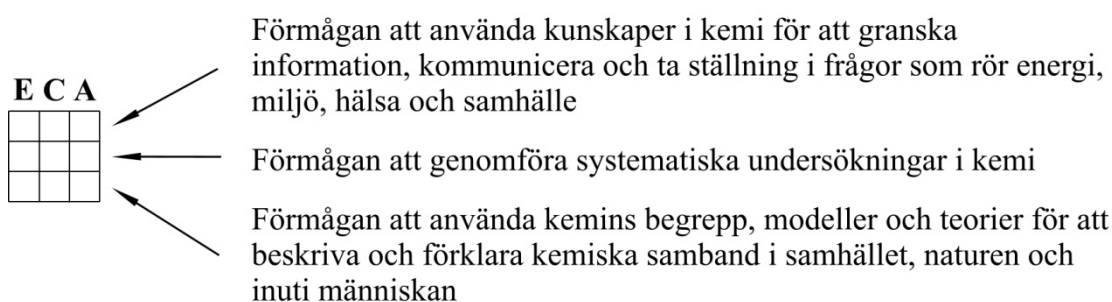 Förmågan att använda kunskaper i kemi för att granska
information, kommunicera och ta ställning i frågor som rör energi,
miljö, hälsa och samhälle
E C A
Förmågan att genomföra systematiska undersökningar i kemi
Förmågan att använda kemins begrepp, modeller och teorier för att
beskriva och förklara kemiska samband i samhället, naturen och
inuti människan